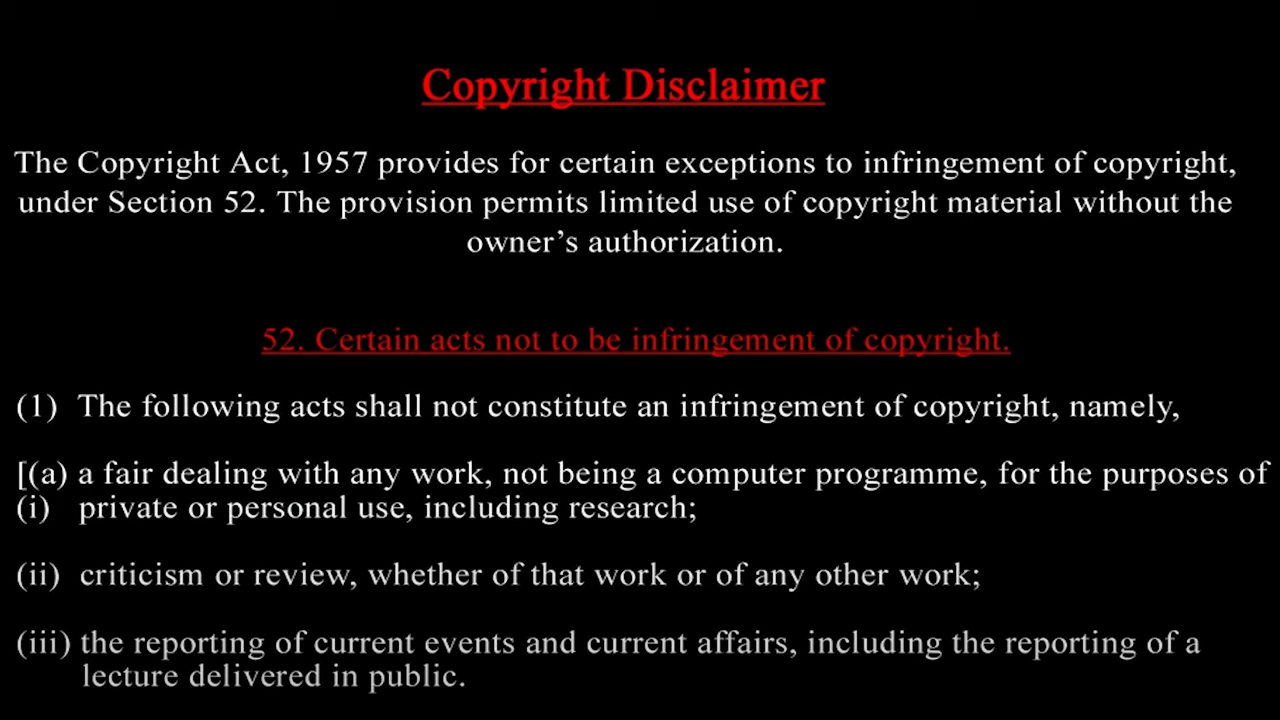 Copyright Disclaimer
The Copyright Act, 1957 provides for certain exceptions to infringement of copyright,
under Section 52. The provision permits limited use of copyright material without the
owner’s authorization.
52. Certain acts not to be infringement of copyright.
(1) The following acts shall not constitute an infringement of copyright, namely,
[(a) a fair dealing with any work, not being a computer programme, for the purposes of
(i) private or personal use, including research;
(ii) criticism or review, whether of that work or of any other work;
(iii) the reporting of current events and current affairs, including the reporting of a
lecture delivered in public.